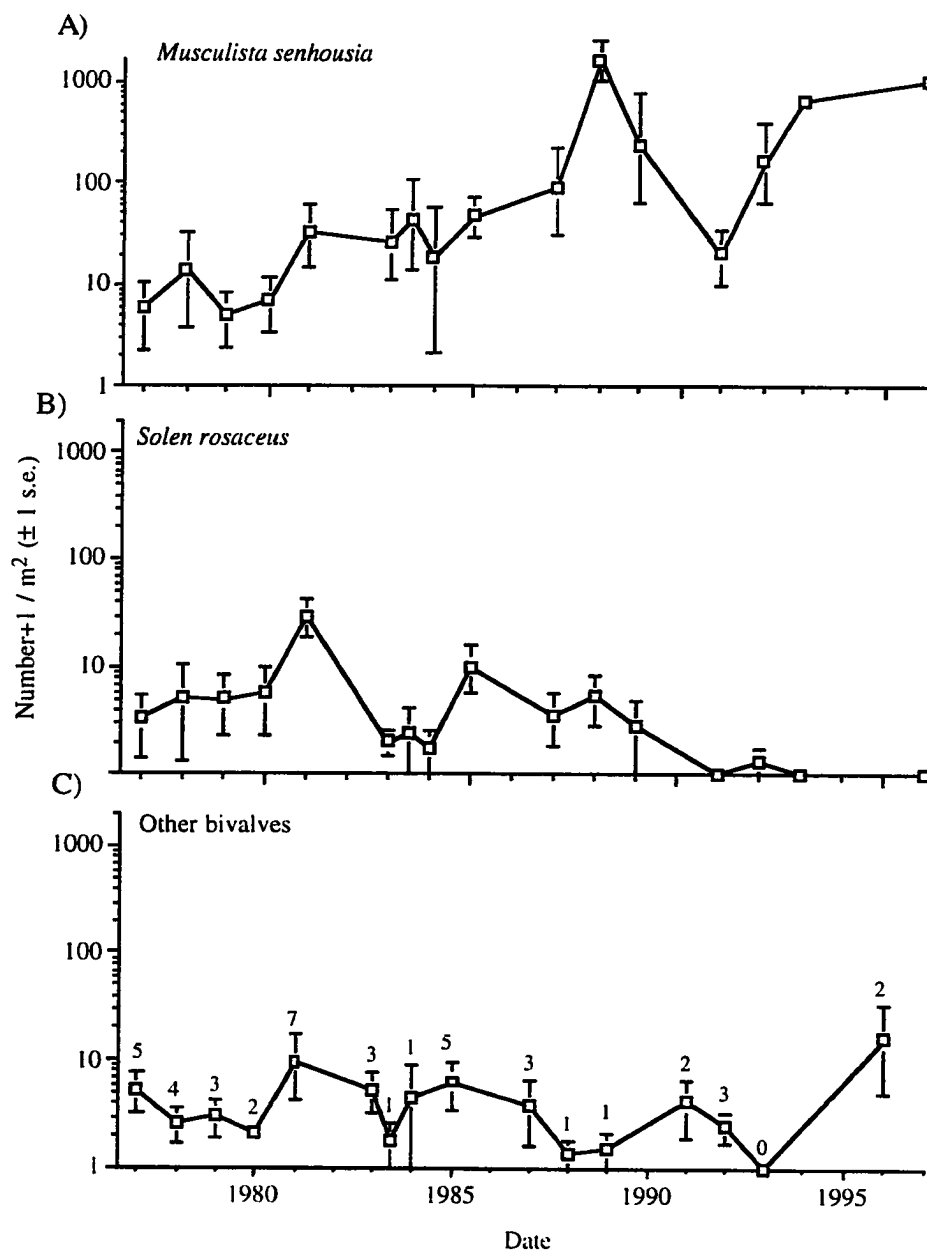 A)
Musculista senhousia
1000
100
10
1
B)
Solen rosaceus
1000
100
10
Number+1 / m² (± 1 s.e.)
C)
Other bivalves
1000
100
10
1
5 4 3 2 7 3 1 1 5 3 1 1 2 3 0 2
1980 1985 1990 1995
Date